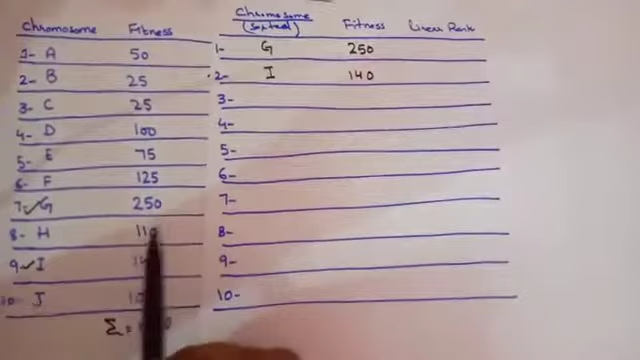 Chromosome Fitness
1- A 50
2- B 25
3- C 25
4- D 100
5- E 75
6- F 125
7- ✓ G 250
8- H
9- ✓ I
10- J
Σ =
Chromosome (Sorted) Fitness Linear Rank
1- G 250
2- I 140
3-
4-
5-
6-
7-
8-
9-
10-